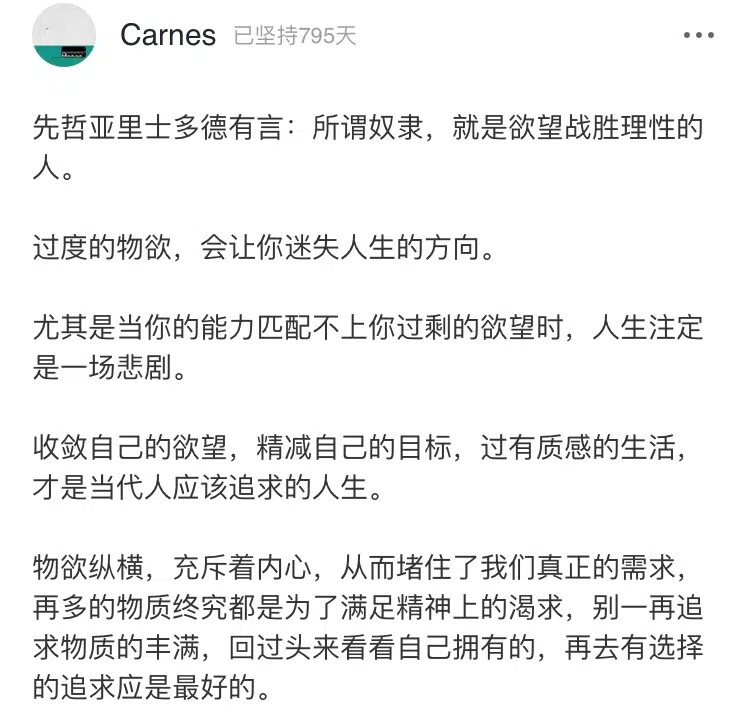 Carnes 已坚持795天
先哲亚里士多德有言：所谓奴隶，就是欲望战胜理性的
人。
过度的物欲，会让你迷失人生的方向。
尤其是当你的能力匹配不上你过剩的欲望时，人生注定
是一场悲剧。
收敛自己的欲望，精减自己的目标，过有质感的生活，
才是当代人应该追求的人生。
物欲纵横，充斥着内心，从而堵住了我们真正的需求，
再多的物质终究都是为了满足精神上的渴求，别一再追
求物质的丰满，回过头来看看自己拥有的，再去有选择
的追求应是最好的。